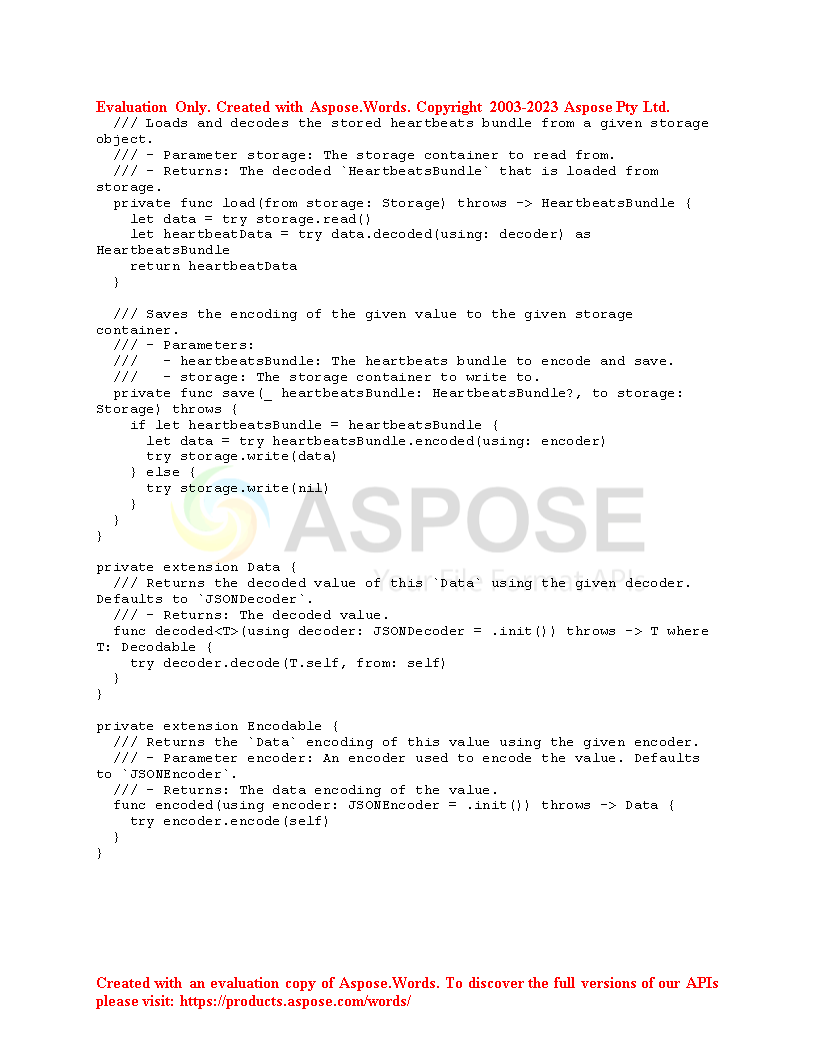 Evaluation Only. Created with Aspose.Words. Copyright 2003-2023 Aspose Pty Ltd.
  /// Loads and decodes the stored heartbeats bundle from a given storage
object.
  /// - Parameter storage: The storage container to read from.
  /// - Returns: The decoded `HeartbeatsBundle` that is loaded from
storage.
  private func load(from storage: Storage) throws -> HeartbeatsBundle {
    let data = try storage.read()
    let heartbeatData = try data.decoded(using: decoder) as
HeartbeatsBundle
    return heartbeatData
  }

  /// Saves the encoding of the given value to the given storage
container.
  /// - Parameters:
  ///   - heartbeatsBundle: The heartbeats bundle to encode and save.
  ///   - storage: The storage container to write to.
  private func save(_ heartbeatsBundle: HeartbeatsBundle?, to storage:
Storage) throws {
    if let heartbeatsBundle = heartbeatsBundle {
      let data = try heartbeatsBundle.encoded(using: encoder)
      try storage.write(data)
    } else {
      try storage.write(nil)
    }
  }
}
ASPOSE
Your File Format APIs

private extension Data {
  /// Returns the decoded value of this `Data` using the given decoder.
Defaults to `JSONDecoder`.
  /// - Returns: The decoded value.
  func decoded<T>(using decoder: JSONDecoder = .init()) throws -> T where
T: Decodable {
    try decoder.decode(T.self, from: self)
  }
}

private extension Encodable {
  /// Returns the `Data` encoding of this value using the given encoder.
  /// - Parameter encoder: An encoder used to encode the value. Defaults
to `JSONEncoder`.
  /// - Returns: The data encoding of the value.
  func encoded(using encoder: JSONEncoder = .init()) throws -> Data {
    try encoder.encode(self)
  }
}

Created with an evaluation copy of Aspose.Words. To discover the full versions of our APIs
please visit: https://products.aspose.com/words/